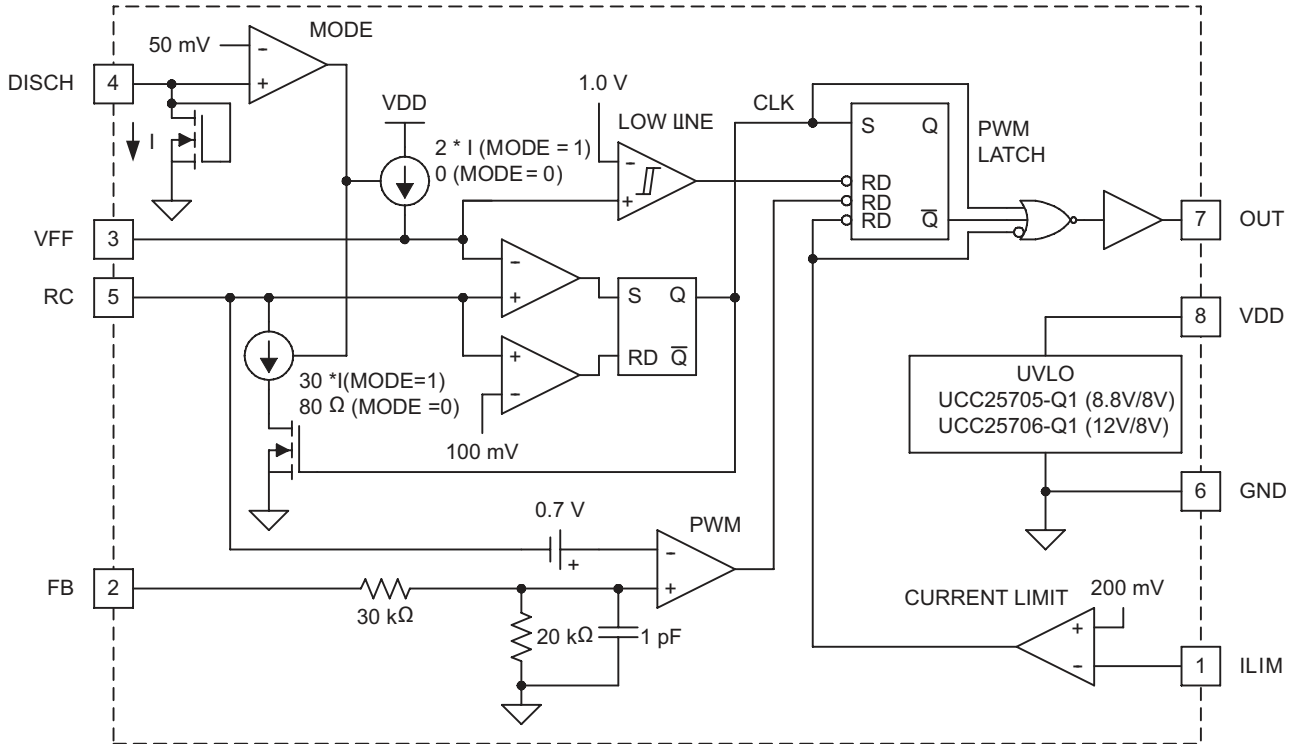 MODE
50 mV
-
+
DISCH
4
I
VDD
2 * I (MODE = 1)
0 (MODE = 0)
1.0 V
LOW LINE
-
+
CLK
S Q
RD
RD
RD Q
PWM
LATCH
7
OUT
VFF
3
RC
5
-
+
+
-
S Q
RD Q
30 *I(MODE=1)
80 Ω (MODE =0)
100 mV
8
VDD
UVLO
UCC25705-Q1 (8.8V/8V)
UCC25706-Q1 (12V/8V)
6
GND
0.7 V
+
PWM
-
+
FB
2
30 kΩ
20 kΩ
1 pF
CURRENT LIMIT
200 mV
+
-
1
ILIM